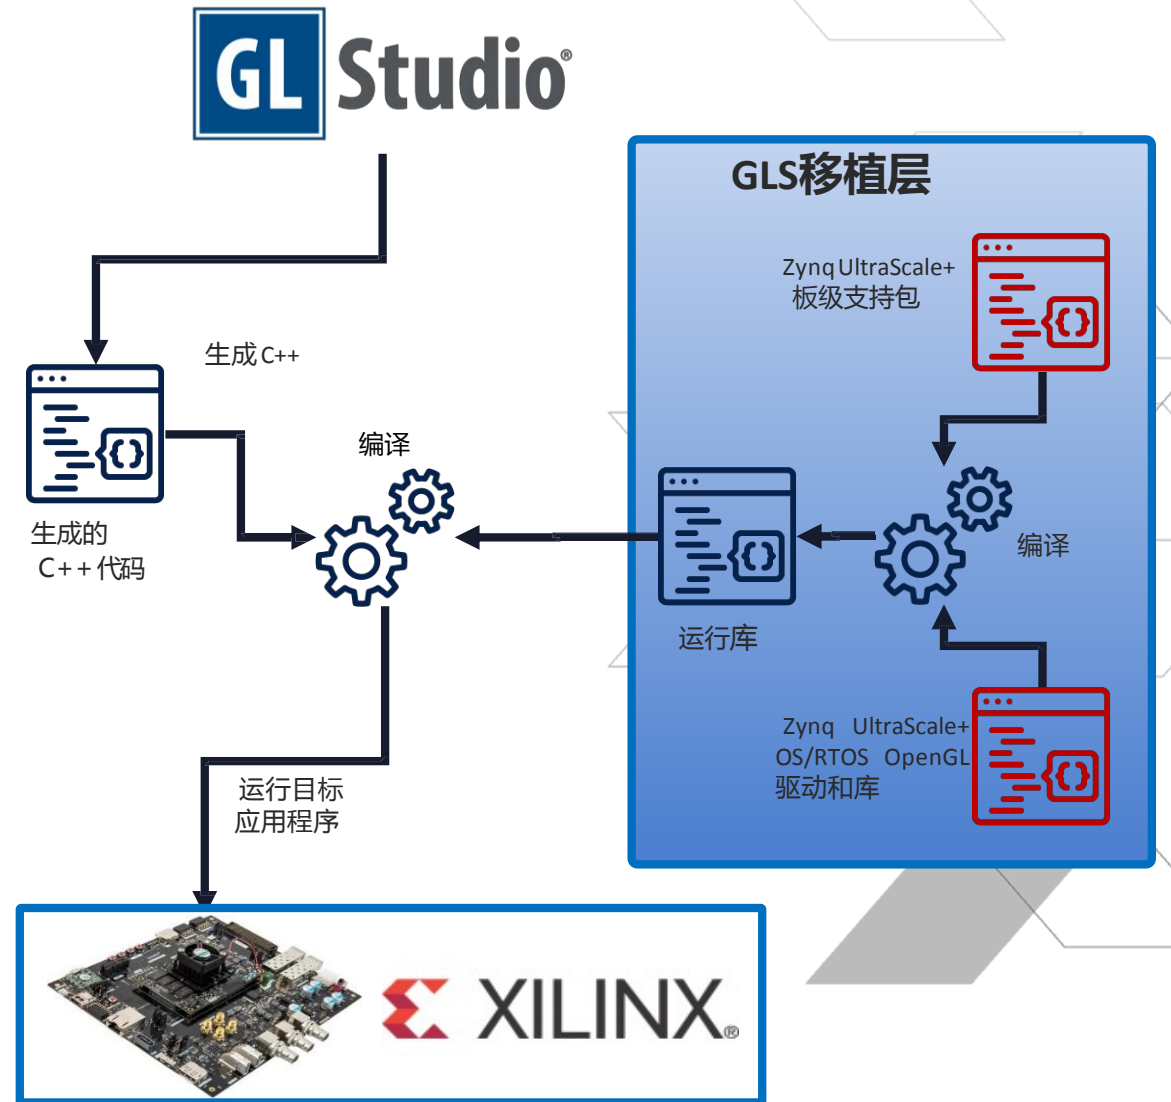 GL Studio®
GLS移植层
Zynq UltraScale+
板级支持包
生成 C++
编译
生成的
C++ 代码
编译
运行库
Zynq UltraScale+
OS/RTOS OpenGL
驱动和库
运行目标
应用程序
XILINX®